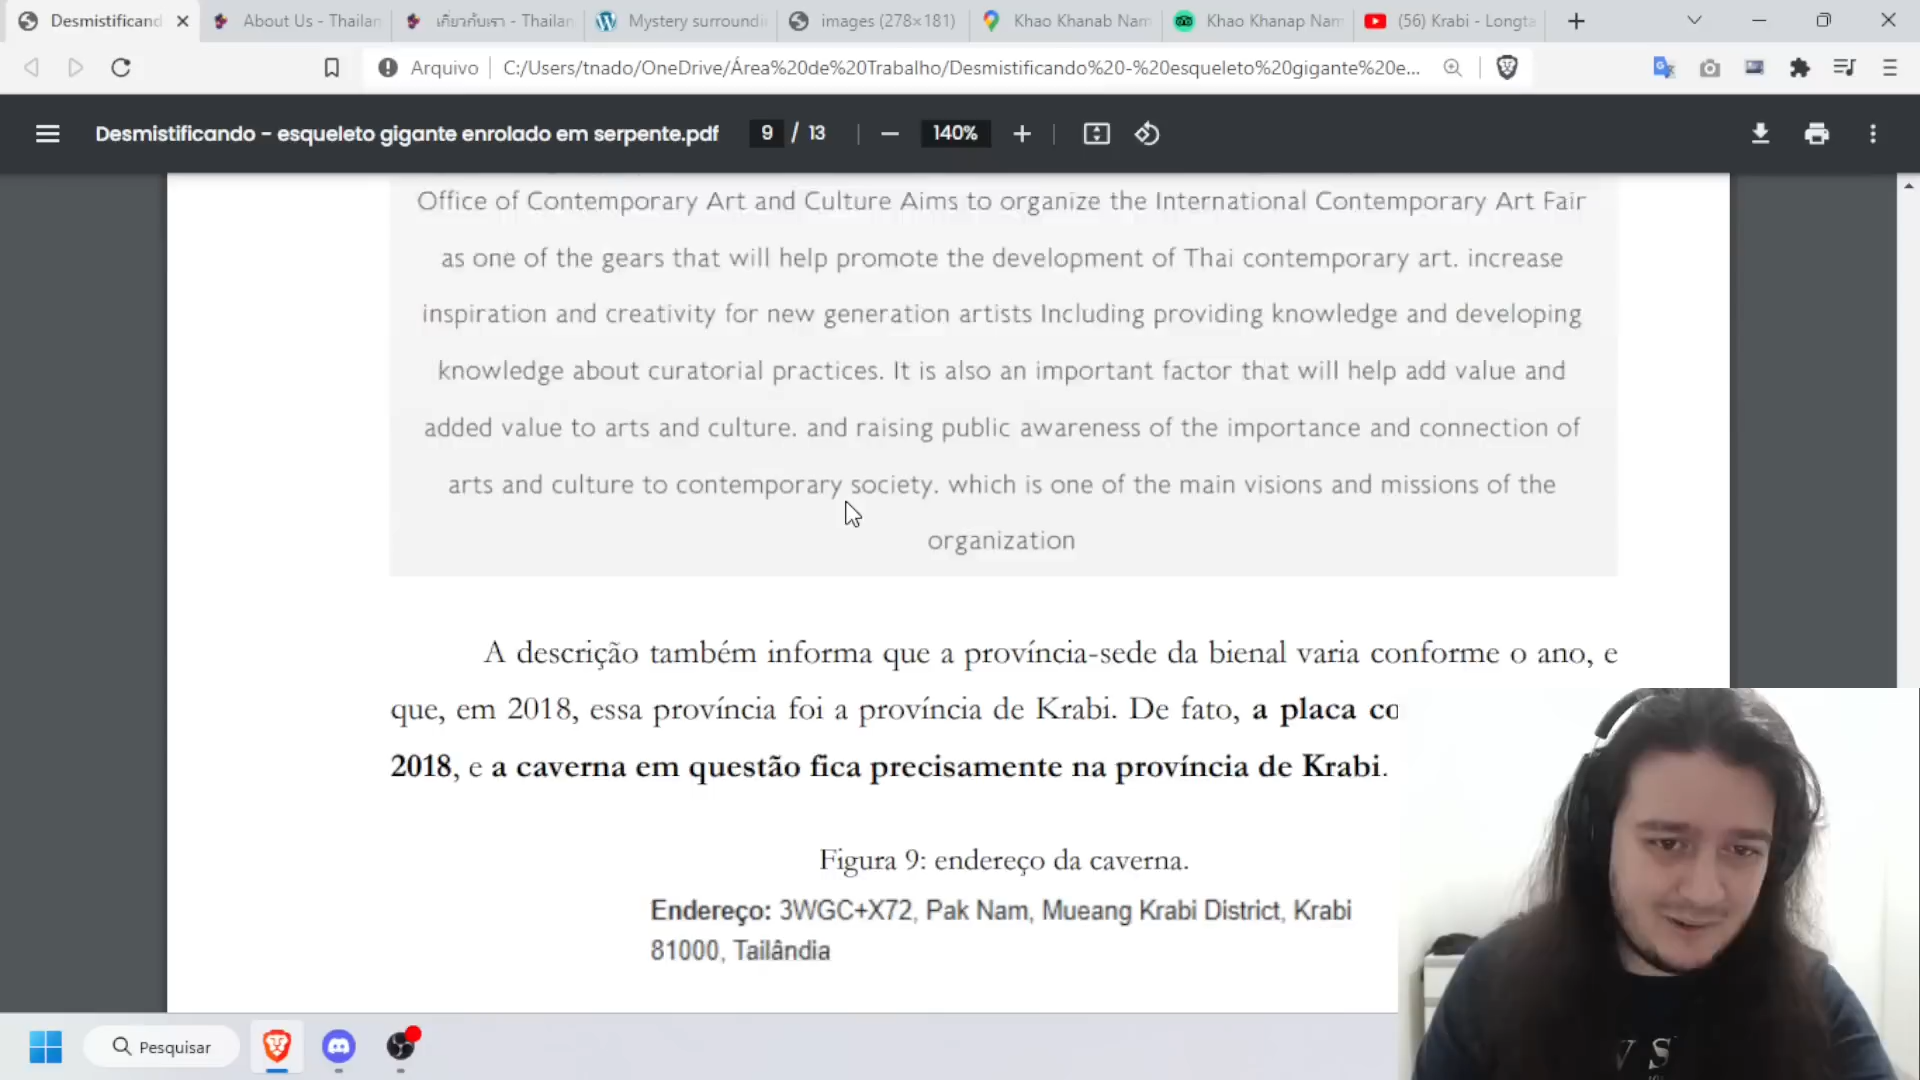 Desmistificand
About Us - Thailan
เกี่ยวกับเรา - Thailan
Mystery surroundi
images (278×181)
Khao Khanab Nam
Khao Khanap Nam
(56) Krabi - Longta
Arquivo
C:/Users/tnado/OneDrive/Área%20de%20Trabalho/Desmistificando%20-%20esqueleto%20gigante%20e...
Desmistificando - esqueleto gigante enrolado em serpente.pdf
9 / 13
140%
Office of Contemporary Art and Culture Aims to organize the International Contemporary Art Fair
as one of the gears that will help promote the development of Thai contemporary art. increase
inspiration and creativity for new generation artists Including providing knowledge and developing
knowledge about curatorial practices. It is also an important factor that will help add value and
added value to arts and culture. and raising public awareness of the importance and connection of
arts and culture to contemporary society. which is one of the main visions and missions of the
organization
A descrição também informa que a província-sede da bienal varia conforme o ano, e
que, em 2018, essa província foi a província de Krabi. De fato, a placa co
2018, e a caverna em questão fica precisamente na província de Krabi.
Figura 9: endereço da caverna.
Endereço: 3WGC+X72, Pak Nam, Mueang Krabi District, Krabi
81000, Tailândia
Pesquisar